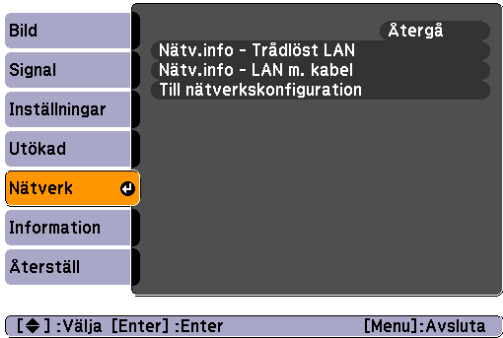 Bild
Signal
Inställningar
Utökad
Nätverk
Information
Återställ
Återgå
Nätv.info - Trådlöst LAN
Nätv.info - LAN m. kabel
Till nätverkskonfiguration
[◆]:Välja [Enter]:Enter [Menu]:Avsluta